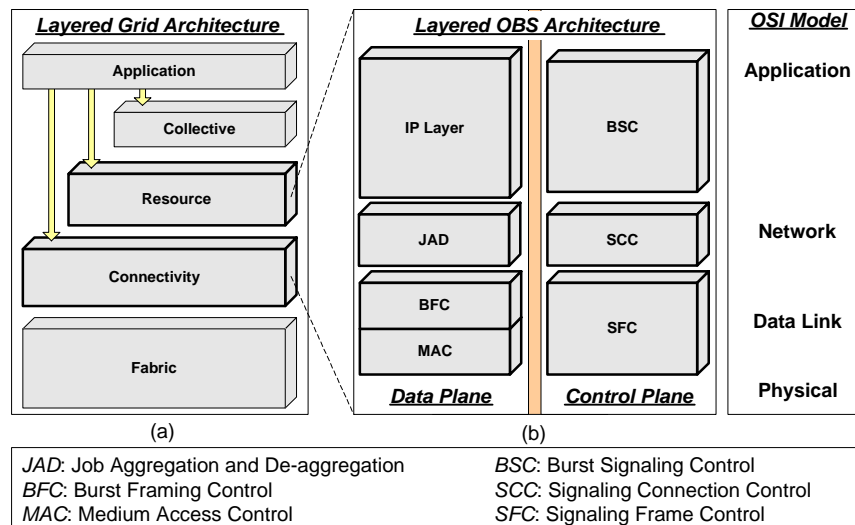 Layered Grid Architecture
Application
Collective
Resource
Connectivity
Fabric
(a)
Layered OBS Architecture
IP Layer
BSC
JAD
SCC
BFC
MAC
SFC
Data Plane
Control Plane
(b)
OSI Model
Application
Network
Data Link
Physical
JAD: Job Aggregation and De-aggregation
BFC: Burst Framing Control
MAC: Medium Access Control
BSC: Burst Signaling Control
SCC: Signaling Connection Control
SFC: Signaling Frame Control